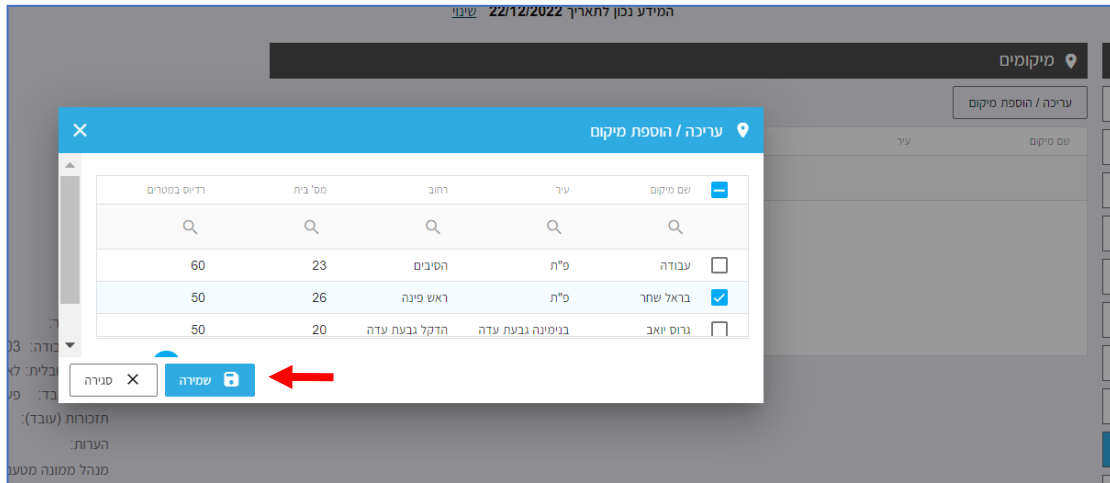 המידע נכון לתאריך 22/12/2022 שינוי
מיקומים
עריכה / הוספת מיקום
שם מיקום עיר
עריכה / הוספת מיקום
שם מיקום עיר רחוב מס' בית רדיוס במטרים
עבודה פ"ת הסיבים 23 60
בראל שחר פ"ת ראש פינה 26 50
גרוס יואב בנימינה גבעת עדה הדקל גבעת עדה 20 50
שמירה סגירה
תזכורות (עובד):
הערות:
מנהל ממונה